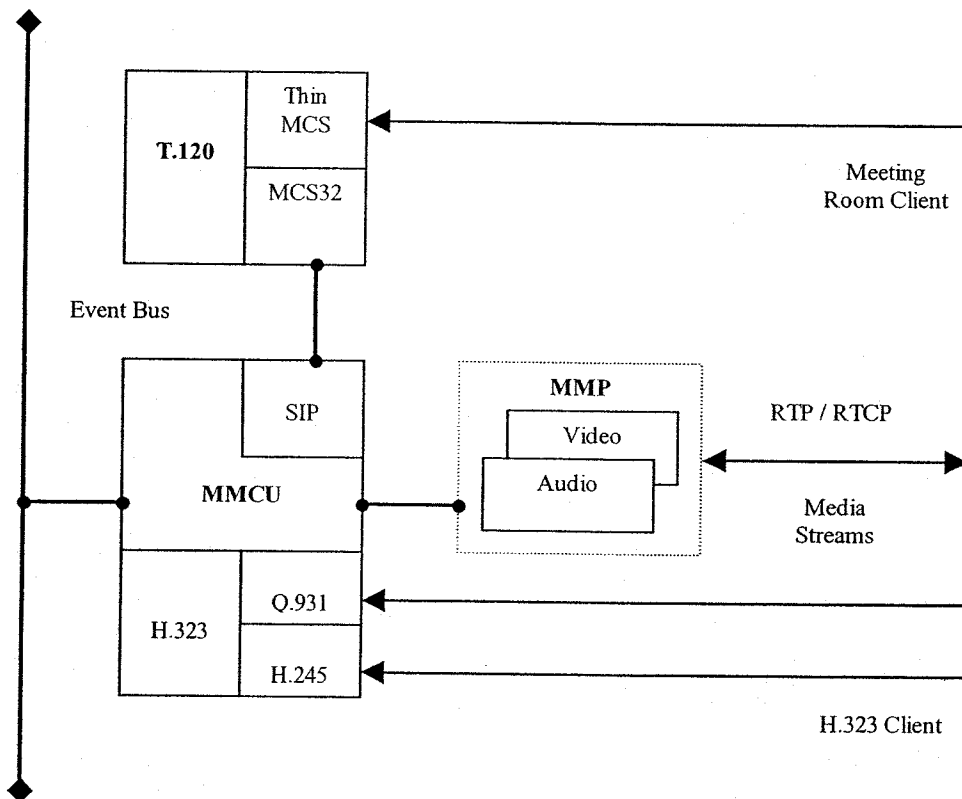 Thin
MCS
T.120
MCS32
Meeting
Room Client
Event Bus
SIP
MMP
Video
Audio
RTP / RTCP
MMCU
Media
Streams
H.323
Q.931
H.245
H.323 Client